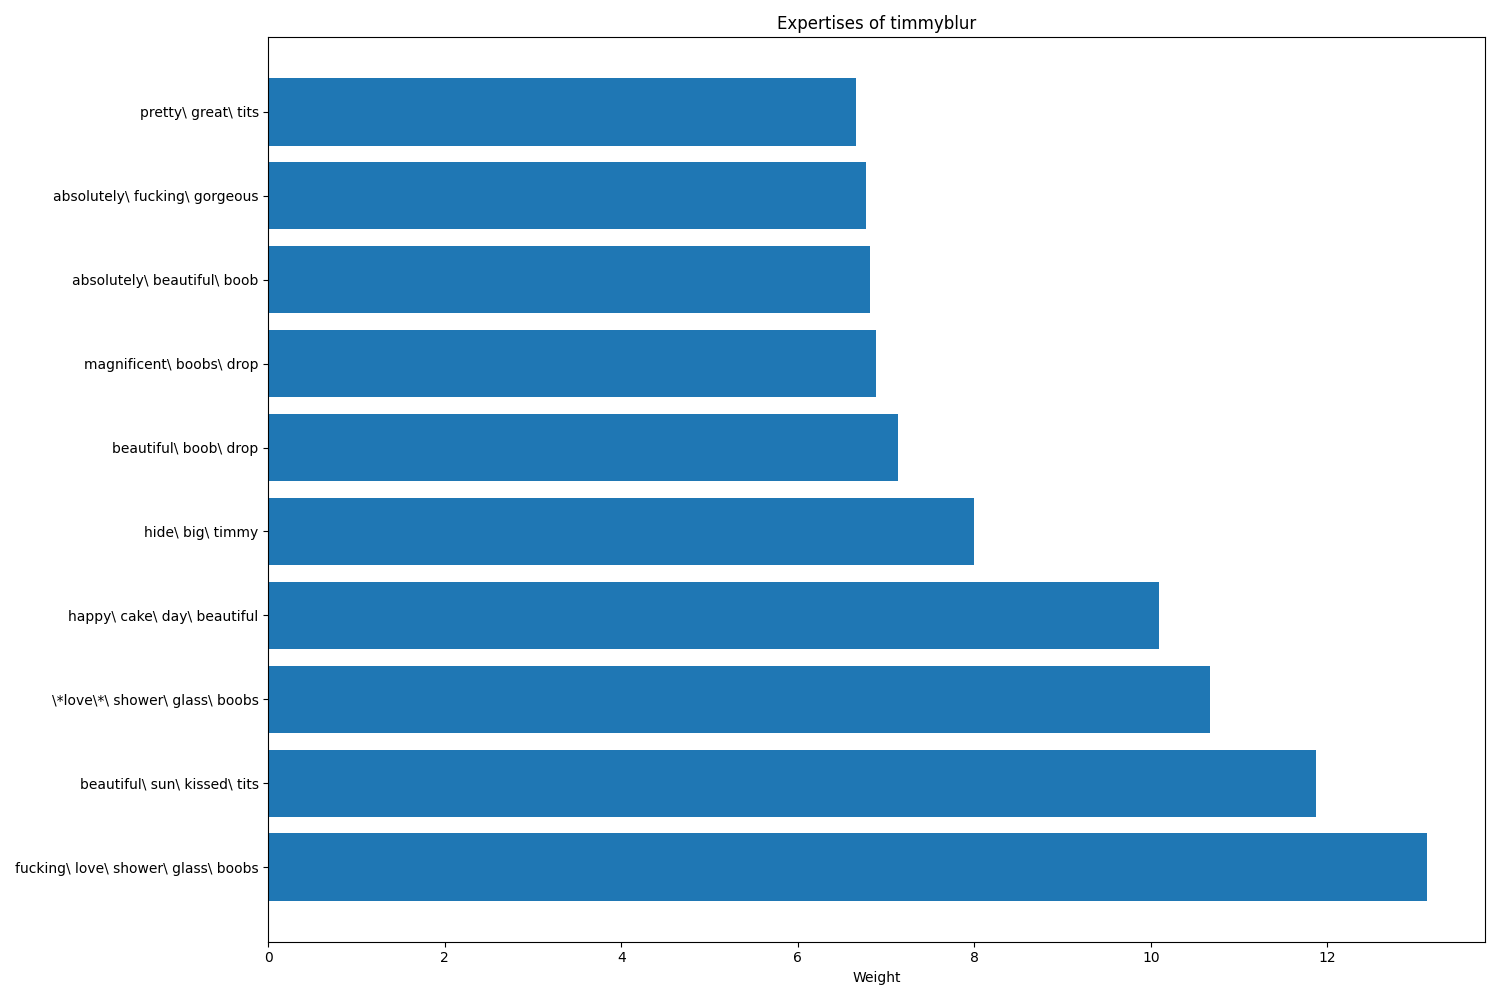 Expertises of timmyblur
pretty\ great\ tits
absolutely\ fucking\ gorgeous
absolutely\ beautiful\ boob
magnificent\ boobs\ drop
beautiful\ boob\ drop
hide\ big\ timmy
happy\ cake\ day\ beautiful
\*love\*\ shower\ glass\ boobs
beautiful\ sun\ kissed\ tits
fucking\ love\ shower\ glass\ boobs
0 2 4 6 8 10 12
Weight